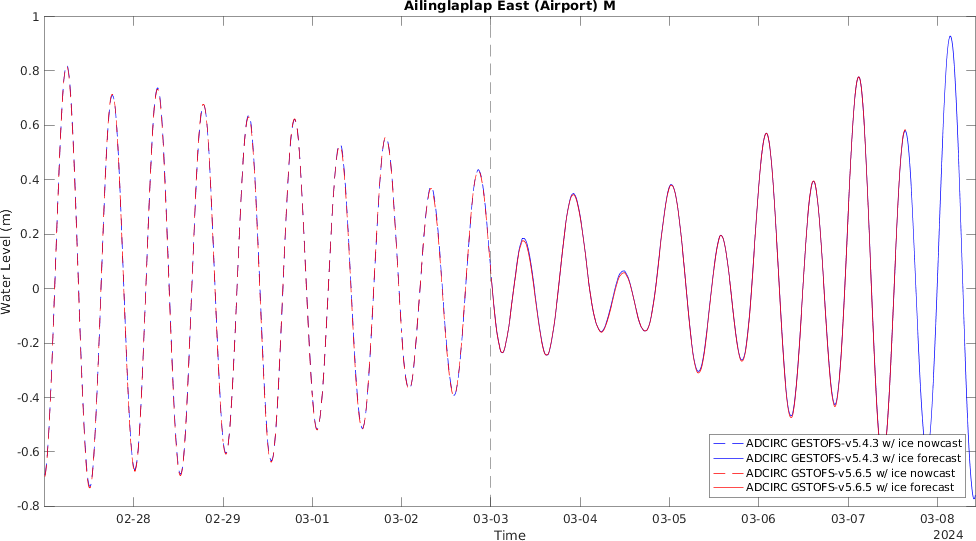 Ailinglaplap East (Airport) M
Water Level (m)
1
0.8
0.6
0.4
0.2
0
-0.2
-0.4
-0.6
-0.8
ADCIRC GESTOFS-v5.4.3 w/ ice nowcast
ADCIRC GESTOFS-v5.4.3 w/ ice forecast
ADCIRC GSTOFS-v5.6.5 w/ ice nowcast
ADCIRC GSTOFS-v5.6.5 w/ ice forecast
02-28 02-29 03-01 03-02 03-03 03-04 03-05 03-06 03-07 03-08
2024
Time